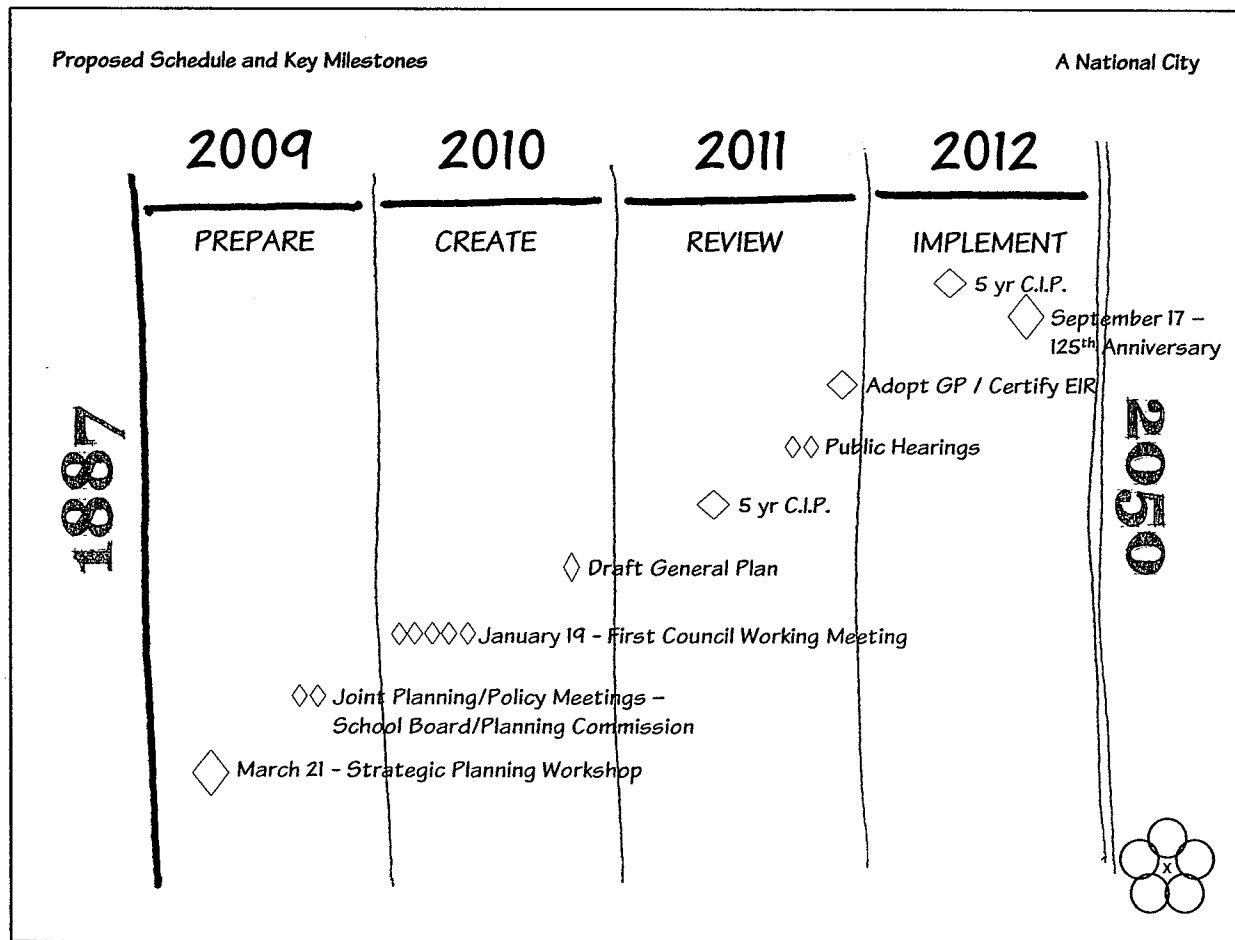 Proposed Schedule and Key Milestones
A National City
2009
2010
2011
2012
PREPARE
CREATE
REVIEW
IMPLEMENT
5 yr C.I.P.
September 17 –
125th Anniversary
Adopt GP / Certify EIR
Public Hearings
5 yr C.I.P.
Draft General Plan
January 19 - First Council Working Meeting
Joint Planning/Policy Meetings –
School Board/Planning Commission
March 21 - Strategic Planning Workshop
1887
2050
X